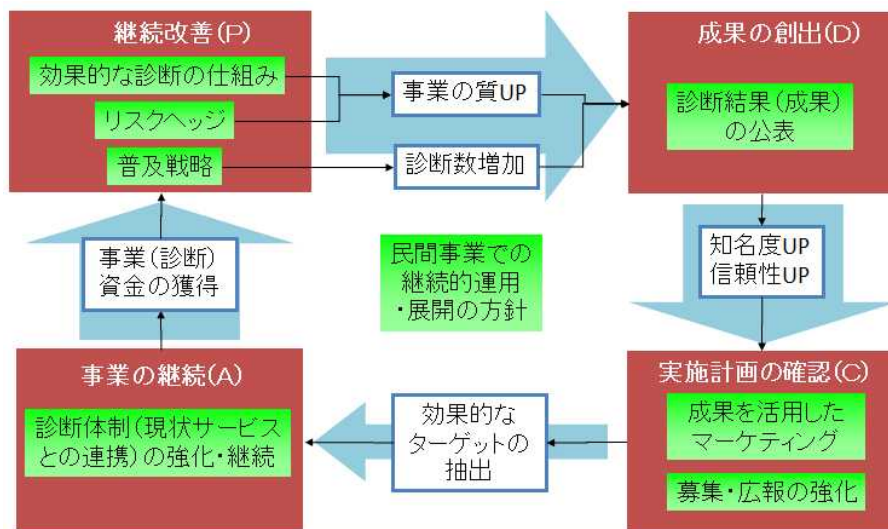 継続改善(P)
効果的な診断の仕組み
リスクヘッジ
普及戦略
事業の質UP
診断数増加
成果の創出(D)
診断結果(成果)
の公表
知名度UP
信頼性UP
民間事業での
継続的運用
・展開の方針
事業(診断)
資金の獲得
事業の継続(A)
診断体制(現状サービス
との連携)の強化・継続
効果的な
ターゲットの
抽出
実施計画の確認(C)
成果を活用した
マーケティング
募集・広報の強化